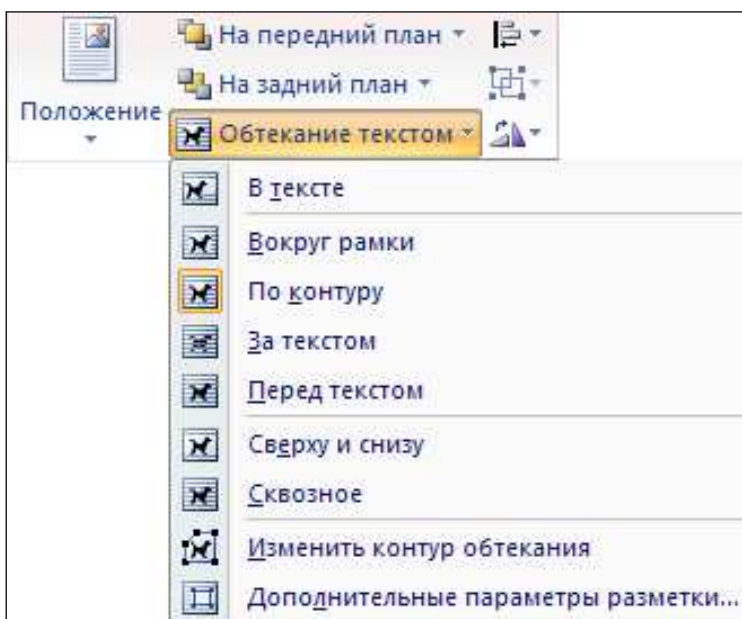 На передний план
На задний план
Положение
Обтекание текстом
В тексте
Вокруг рамки
По контуру
За текстом
Перед текстом
Сверху и снизу
Сквозное
Изменить контур обтекания
Дополнительные параметры разметки...